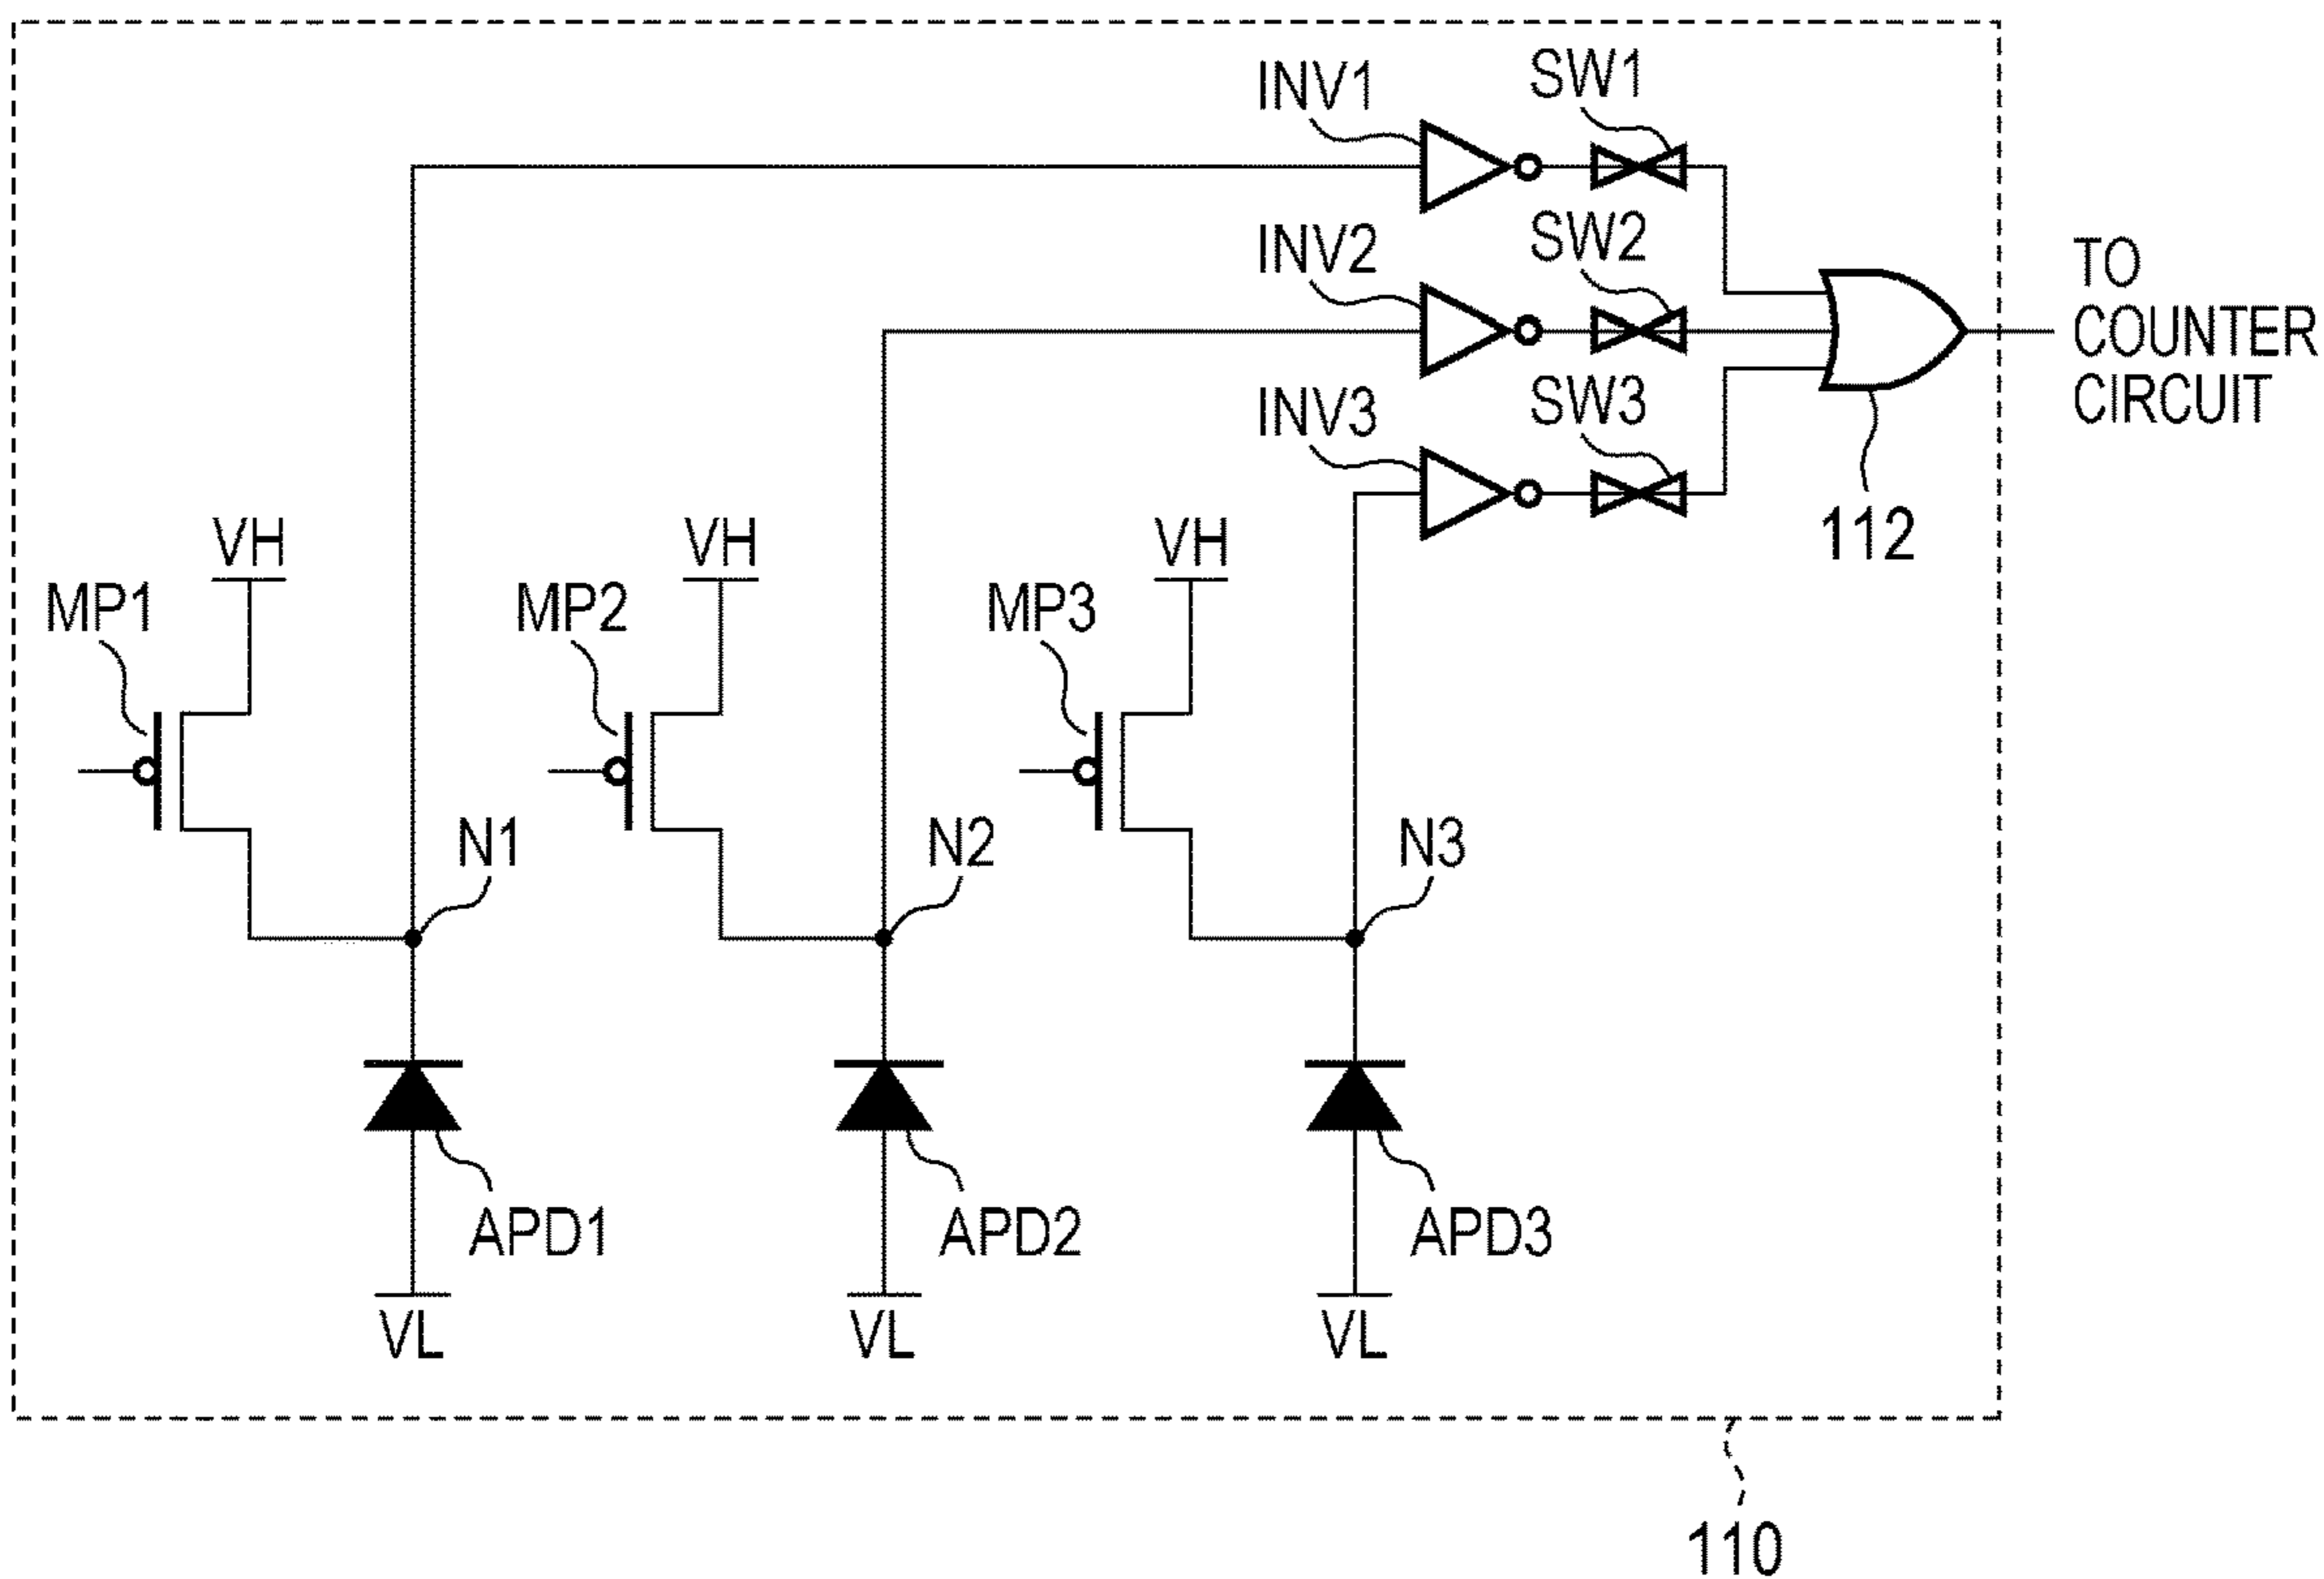 INV1
SW1
INV2
SW2
TO
COUNTER
CIRCUIT
INV3
SW3
112
VH
VH
VH
MP1
MP2
MP3
N1
N2
N3
APD1
APD2
APD3
VL
VL
VL
110